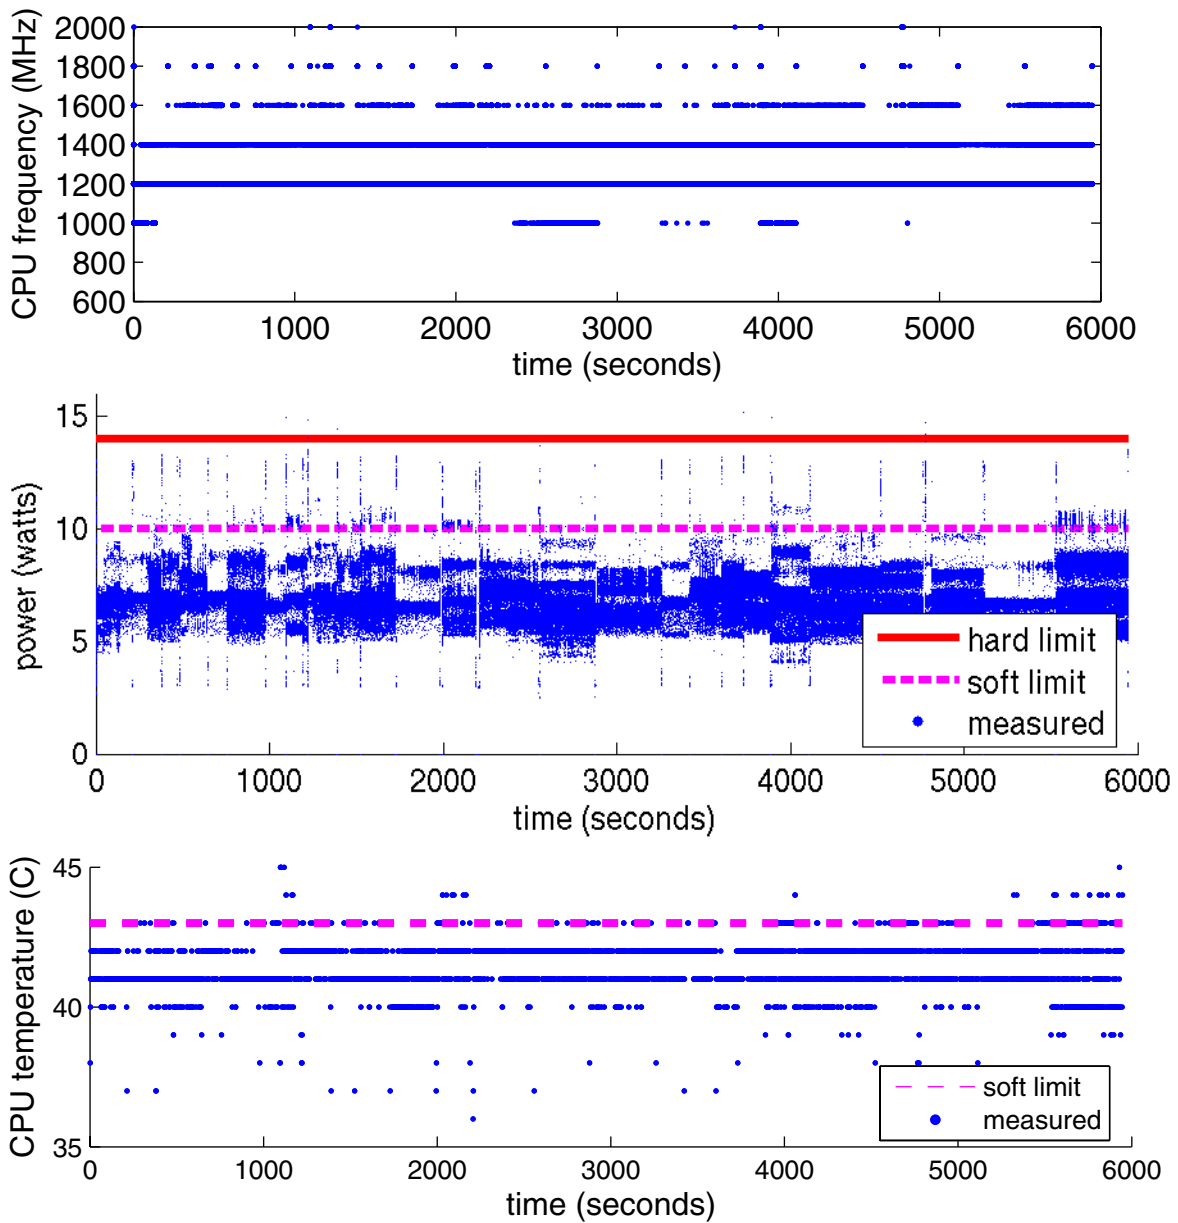 CPU frequency (MHz)
2000
1800
1600
1400
1200
1000
800
600
0 1000 2000 3000 4000 5000 6000
time (seconds)
power (watts)
15
10
5
0
hard limit
soft limit
measured
0 1000 2000 3000 4000 5000 6000
time (seconds)
CPU temperature (C)
45
40
35
soft limit
measured
0 1000 2000 3000 4000 5000 6000
time (seconds)